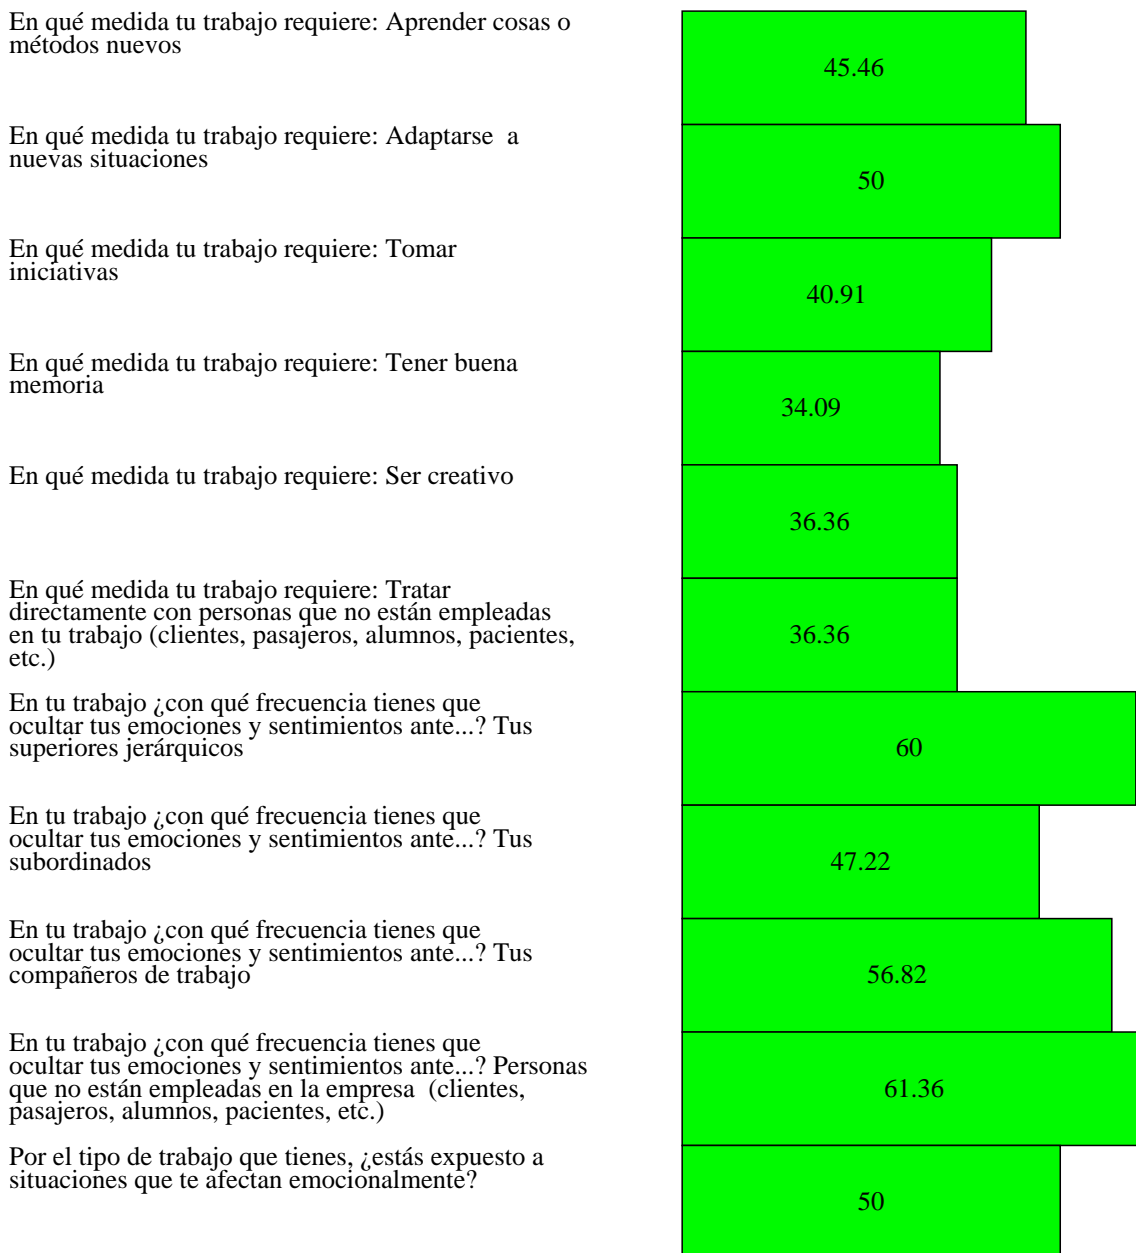 En qué medida tu trabajo requiere: Aprender cosas o
métodos nuevos
45.46
En qué medida tu trabajo requiere: Adaptarse  a
nuevas situaciones
50
En qué medida tu trabajo requiere: Tomar
iniciativas
40.91
En qué medida tu trabajo requiere: Tener buena
memoria
34.09
En qué medida tu trabajo requiere: Ser creativo
36.36
En qué medida tu trabajo requiere: Tratar
directamente con personas que no están empleadas
en tu trabajo (clientes, pasajeros, alumnos, pacientes,
etc.)
36.36
En tu trabajo ¿con qué frecuencia tienes que
ocultar tus emociones y sentimientos ante...? Tus
superiores jerárquicos
60
En tu trabajo ¿con qué frecuencia tienes que
ocultar tus emociones y sentimientos ante...? Tus
subordinados
47.22
En tu trabajo ¿con qué frecuencia tienes que
ocultar tus emociones y sentimientos ante...? Tus
compañeros de trabajo
56.82
En tu trabajo ¿con qué frecuencia tienes que
ocultar tus emociones y sentimientos ante...? Personas
que no están empleadas en la empresa  (clientes,
pasajeros, alumnos, pacientes, etc.)
61.36
Por el tipo de trabajo que tienes, ¿estás expuesto a
situaciones que te afectan emocionalmente?
50